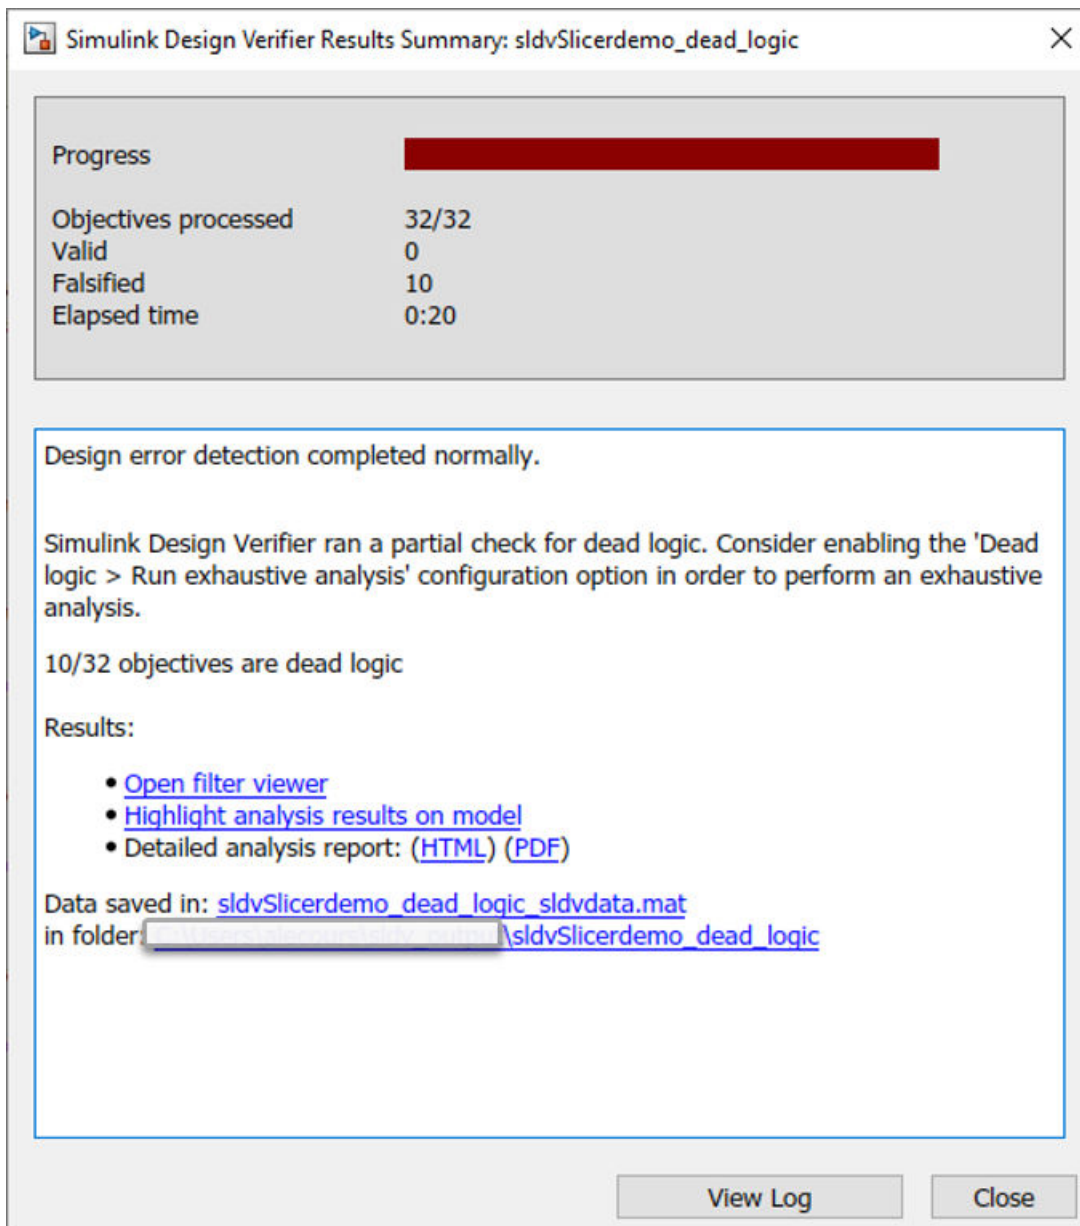 Simulink Design Verifier Results Summary: sldvSlicerdemo_dead_logic
Progress
Objectives processed 32/32
Valid 0
Falsified 10
Elapsed time 0:20
Design error detection completed normally.
Simulink Design Verifier ran a partial check for dead logic. Consider enabling the 'Dead
logic > Run exhaustive analysis' configuration option in order to perform an exhaustive
analysis.
10/32 objectives are dead logic
Results:
• Open filter viewer
• Highlight analysis results on model
• Detailed analysis report: (HTML) (PDF)
Data saved in: sldvSlicerdemo_dead_logic_sldvdata.mat
in folder: \sldvSlicerdemo_dead_logic
View Log
Close